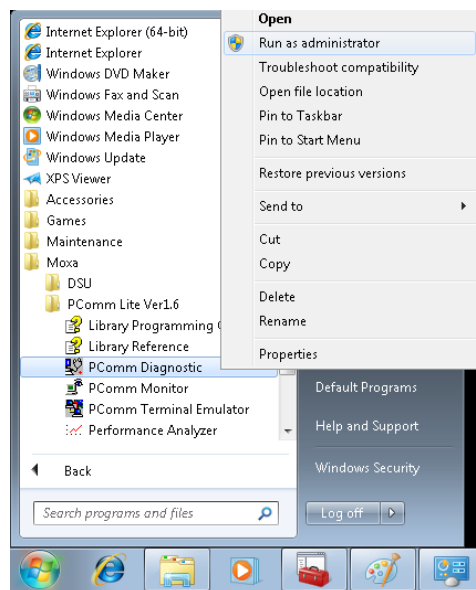 Internet Explorer (64-bit)
Internet Explorer
Windows DVD Maker
Windows Fax and Scan
Windows Media Center
Windows Media Player
Windows Update
XPS Viewer
Accessories
Games
Maintenance
Moxa
DSU
PComm Lite Ver1.6
Library Programming
Library Reference
PComm Diagnostic
PComm Monitor
PComm Terminal Emulator
Performance Analyzer
Back
Search programs and files
Open
Run as administrator
Troubleshoot compatibility
Open file location
Pin to Taskbar
Pin to Start Menu
Restore previous versions
Send to
Cut
Copy
Delete
Rename
Properties
Default Programs
Help and Support
Windows Security
Log off